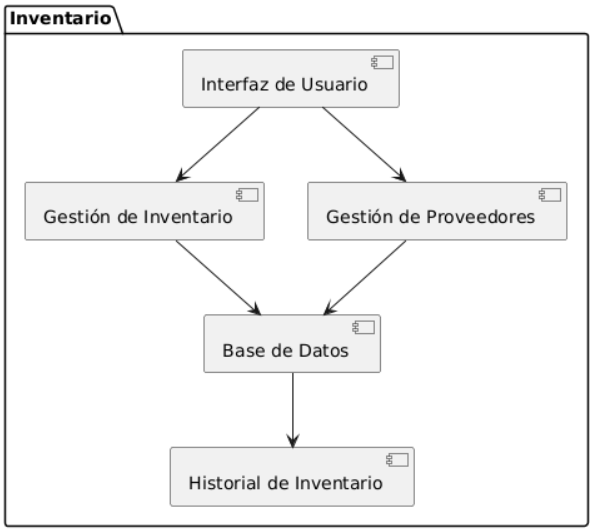 Inventario
Interfaz de Usuario
Gestión de Inventario
Gestión de Proveedores
Base de Datos
Historial de Inventario